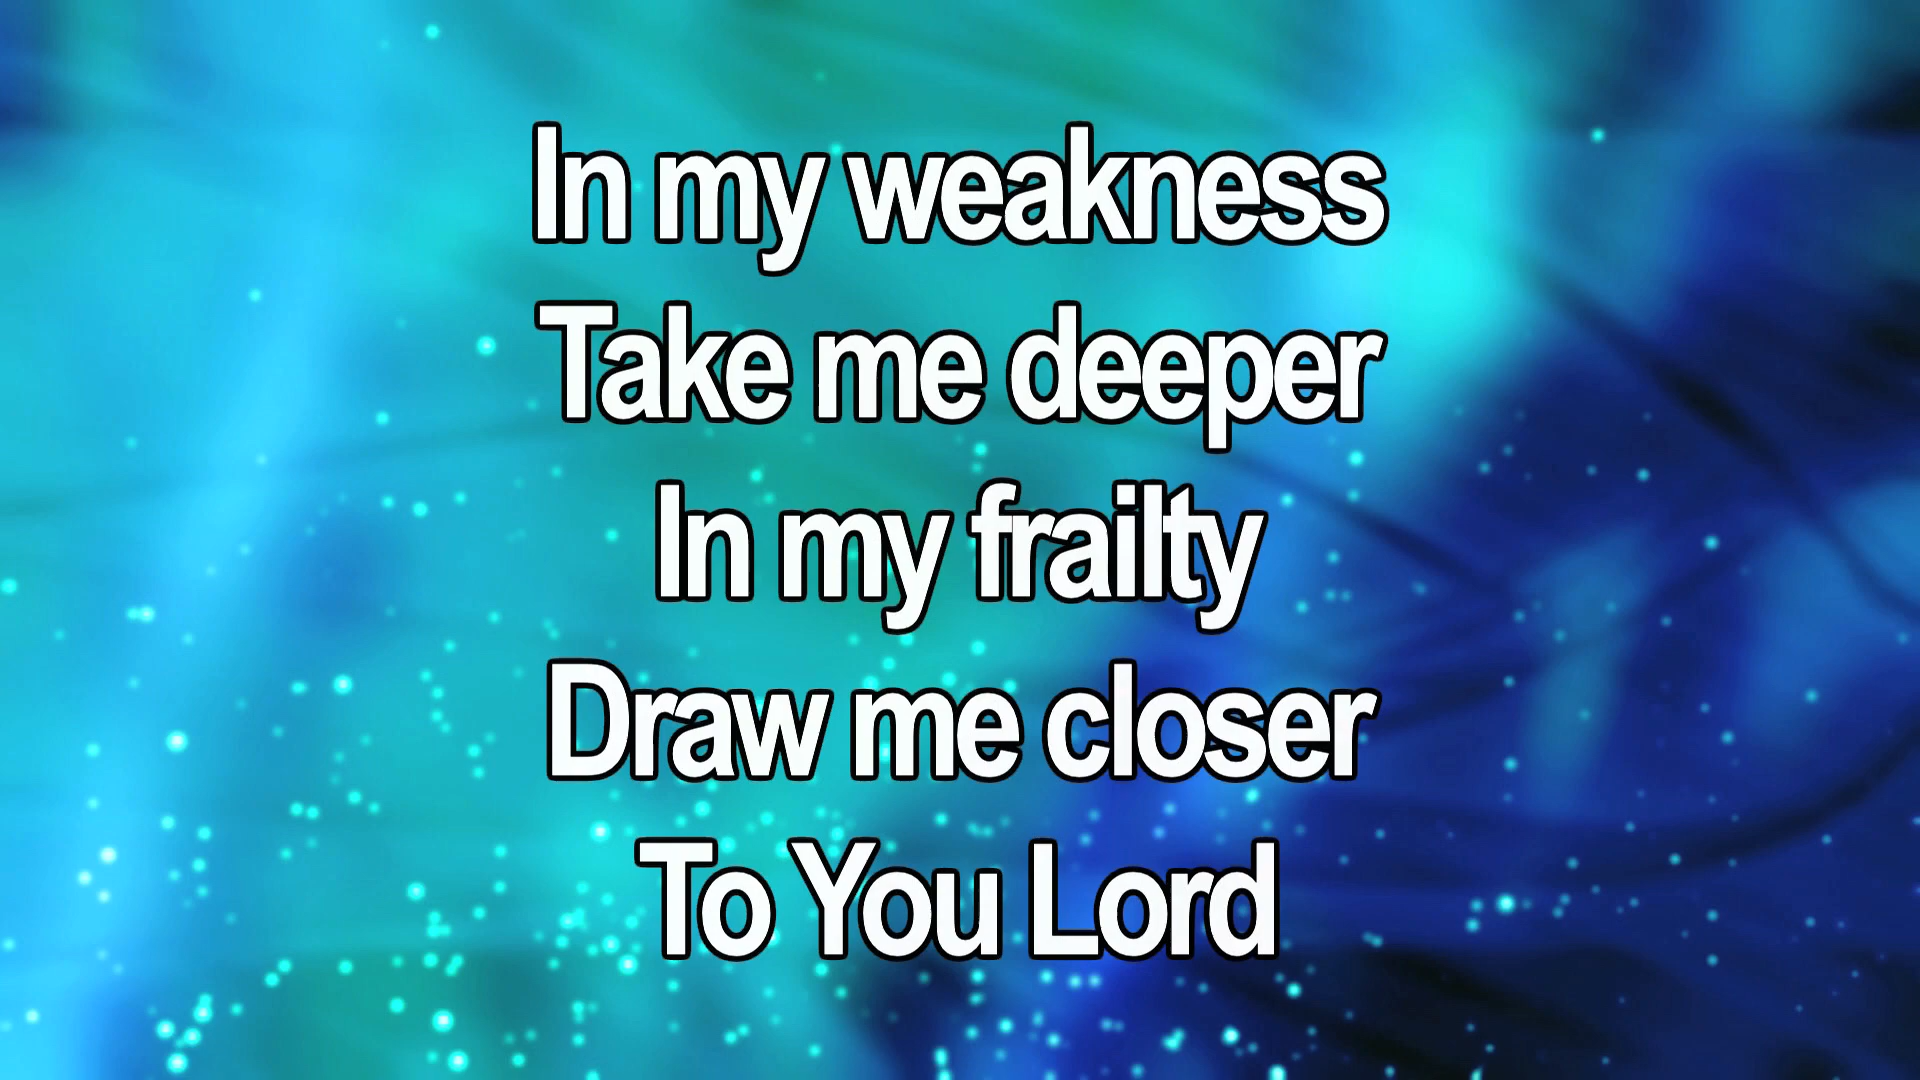 In my weakness
Take me deeper
In my frailty
Draw me closer
To You Lord